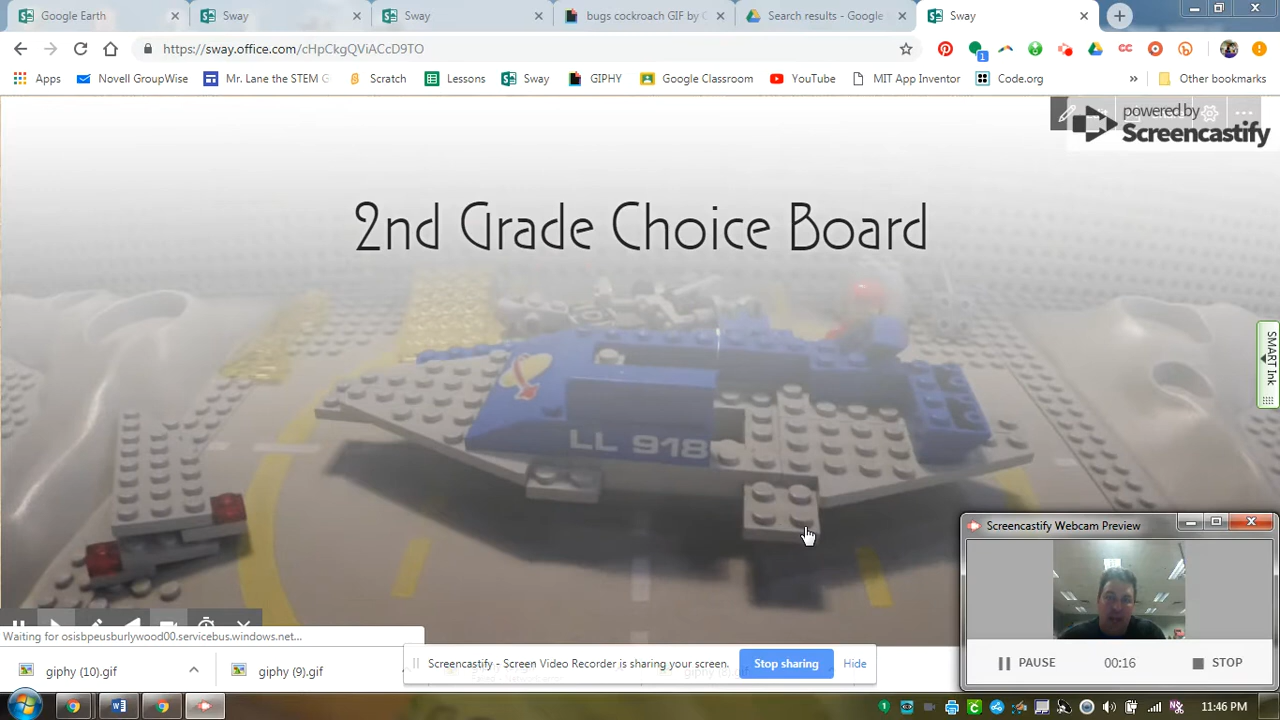 Google Earth
Sway
Sway
bugs cockroach GIF by C
Search results - Google
Sway
https://sway.office.com/cHpCkgQViACcD9TO
1
Apps
Novell GroupWise
Mr. Lane the STEM G
Scratch
Lessons
Sway
GIPHY
Google Classroom
YouTube
MIT App Inventor
Code.org
»
Other bookmarks
powered by
Screencastify
2nd Grade Choice Board
SMART Ink
LL 918
Screencastify Webcam Preview
Waiting for osisbpeusburlywood00.servicebus.windows.net...
PAUSE
00:16
STOP
giphy (10).gif
giphy (9).gif
Screencastify - Screen Video Recorder is sharing your screen.
Stop sharing
Hide
11:46 PM